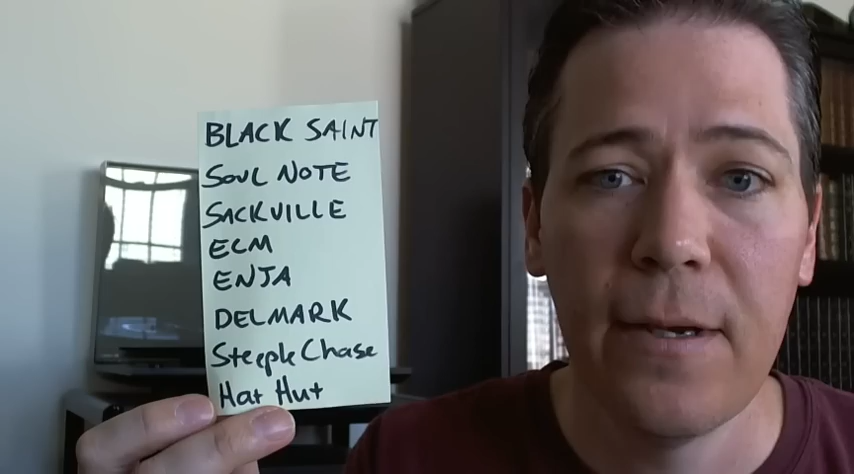 BLACK SAINT
SOUL NOTE
SACKVILLE
ECM
ENJA
DELMARK
SteepleChase
Hat Hut